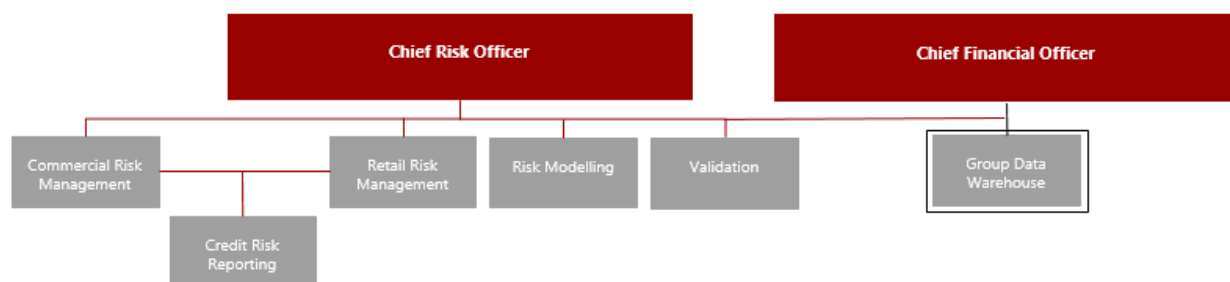 Chief Risk Officer
Chief Financial Officer
Commercial Risk
Management
Retail Risk
Management
Risk Modelling
Validation
Group Data
Warehouse
Credit Risk
Reporting